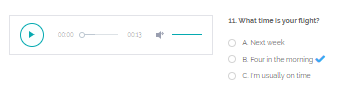 00:00 00:13
11. What time is your flight?
A. Next week
B. Four in the morning
C. I'm usually on time